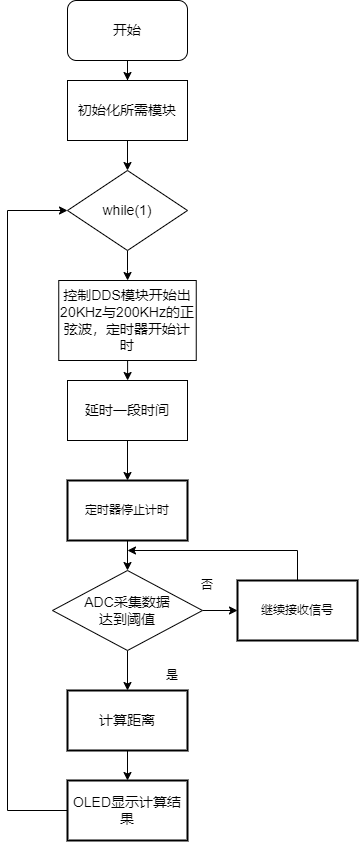 开始
初始化所需模块
while(1)
控制DDS模块开始出
20KHz与200KHz的正
弦波，定时器开始计
时
延时一段时间
定时器停止计时
ADC采集数据
达到阈值
否
继续接收信号
是
计算距离
OLED显示计算结
果